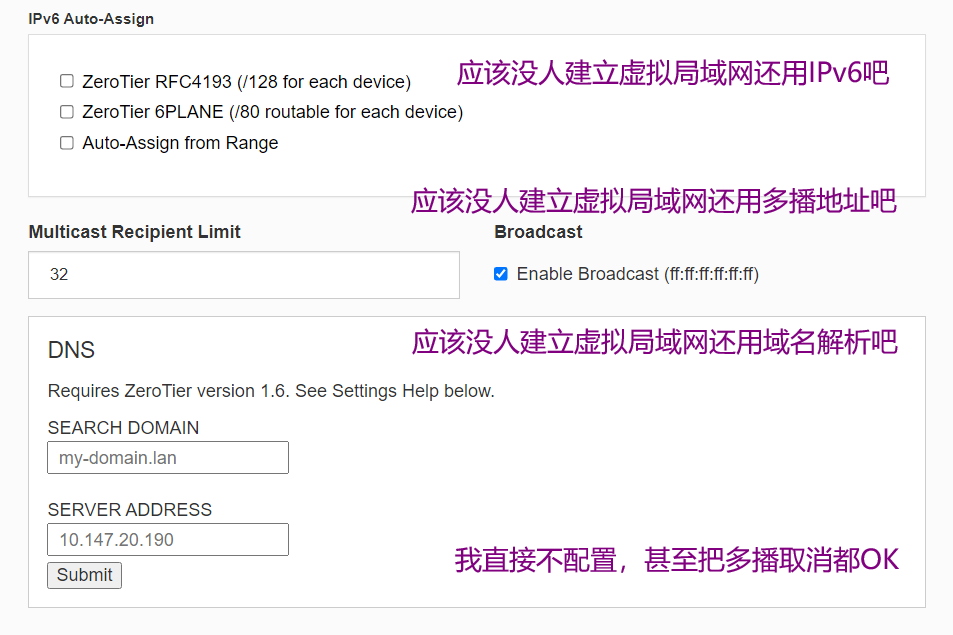 IPv6 Auto-Assign
ZeroTier RFC4193 (/128 for each device)
应该没人建立虚拟局域网还用IPv6吧
ZeroTier 6PLANE (/80 routable for each device)
Auto-Assign from Range
应该没人建立虚拟局域网还用多播地址吧
Multicast Recipient Limit
Broadcast
32
Enable Broadcast (ff:ff:ff:ff:ff:ff)
应该没人建立虚拟局域网还用域名解析吧
DNS
Requires ZeroTier version 1.6. See Settings Help below.
SEARCH DOMAIN
my-domain.lan
SERVER ADDRESS
10.147.20.190
我直接不配置，甚至把多播取消都OK
Submit